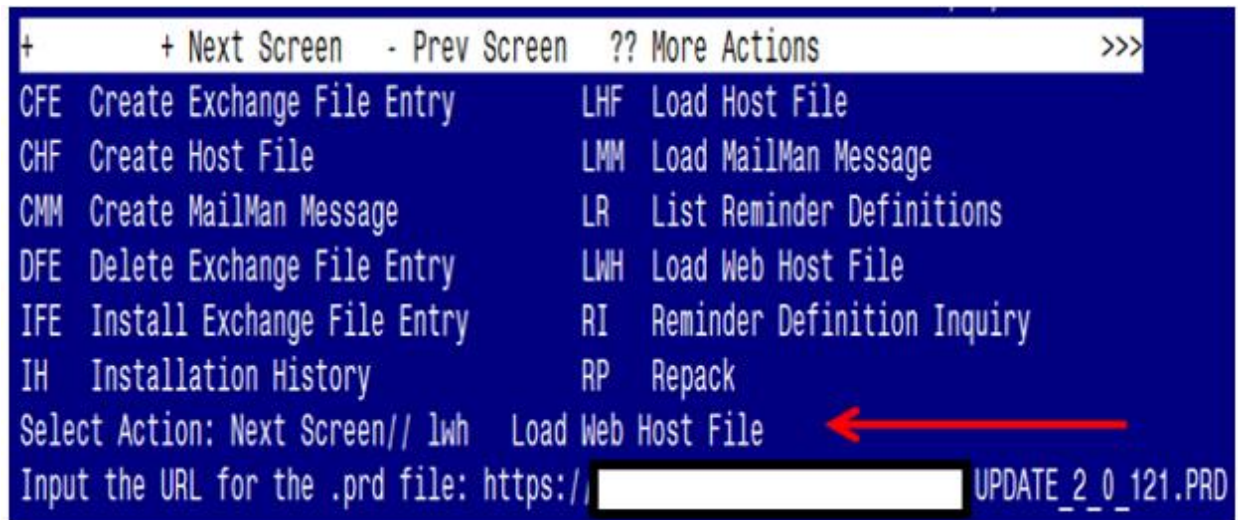 + + Next Screen - Prev Screen ?? More Actions >>>
CFE Create Exchange File Entry LHF Load Host File
CHF Create Host File LMM Load MailMan Message
CMM Create MailMan Message LR List Reminder Definitions
DFE Delete Exchange File Entry LWH Load Web Host File
IFE Install Exchange File Entry RI Reminder Definition Inquiry
IH Installation History RP Repack
Select Action: Next Screen// lwh Load Web Host File
Input the URL for the .prd file: https:// UPDATE_2_0_121.PRD